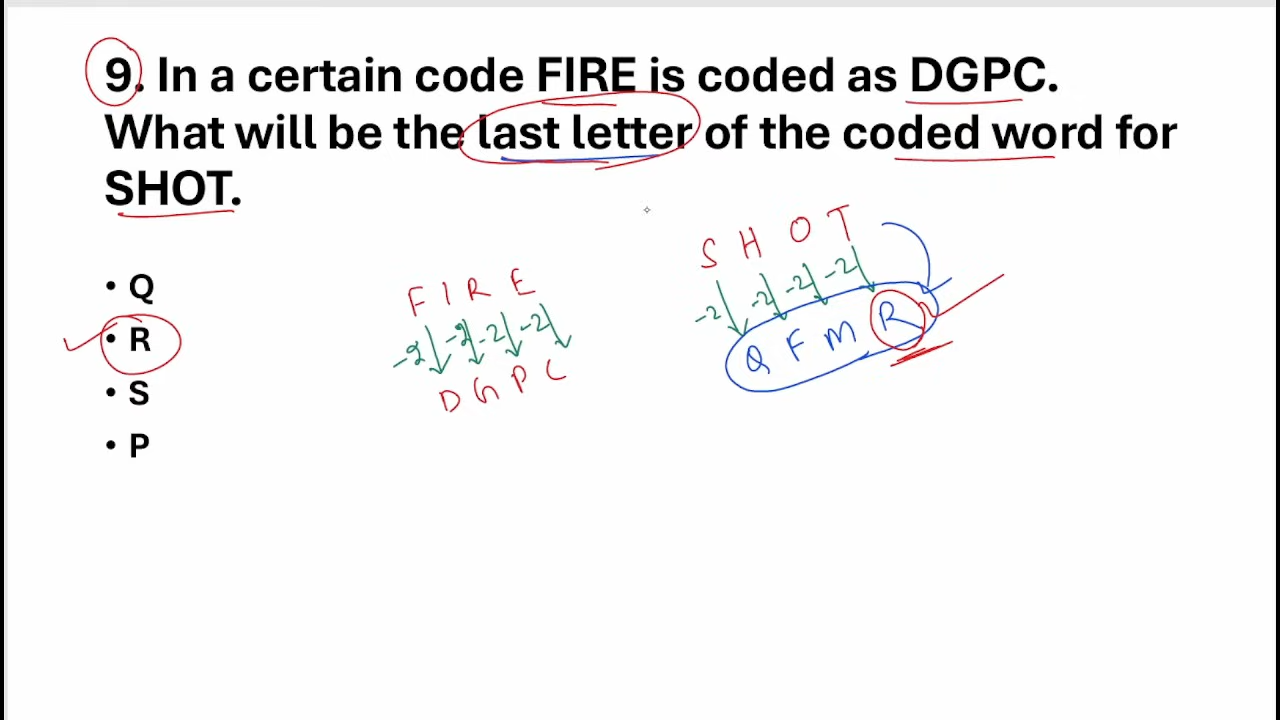 9. In a certain code FIRE is coded as DGPC.
What will be the last letter of the coded word for
SHOT.
S H O T
-2 -2 -2 -2
• Q
F I R E
• R
-2 -2 -2 -2
Q F M R
D G P C
• S
• P